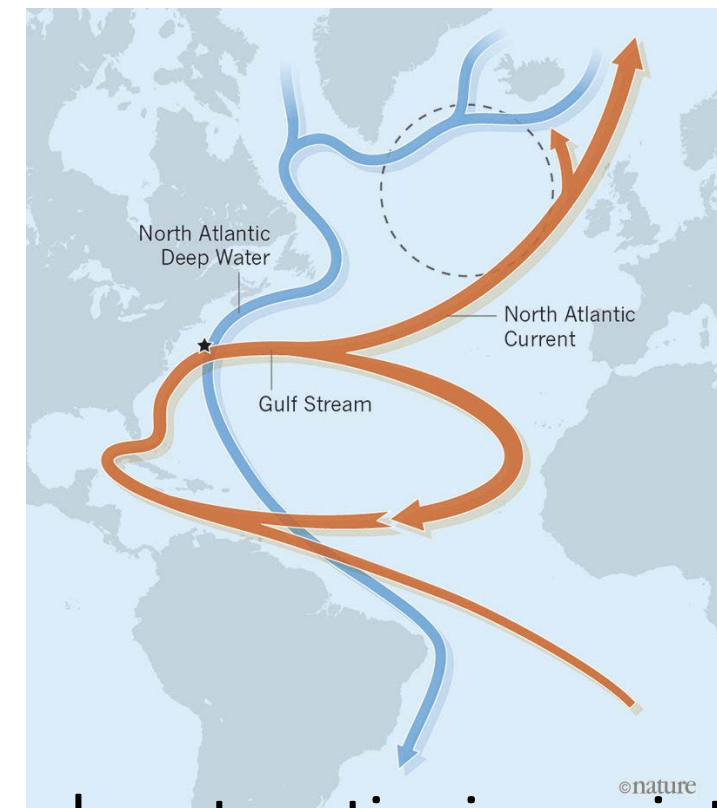 North Atlantic
Deep Water
North Atlantic
Current
Gulf Stream
©nature